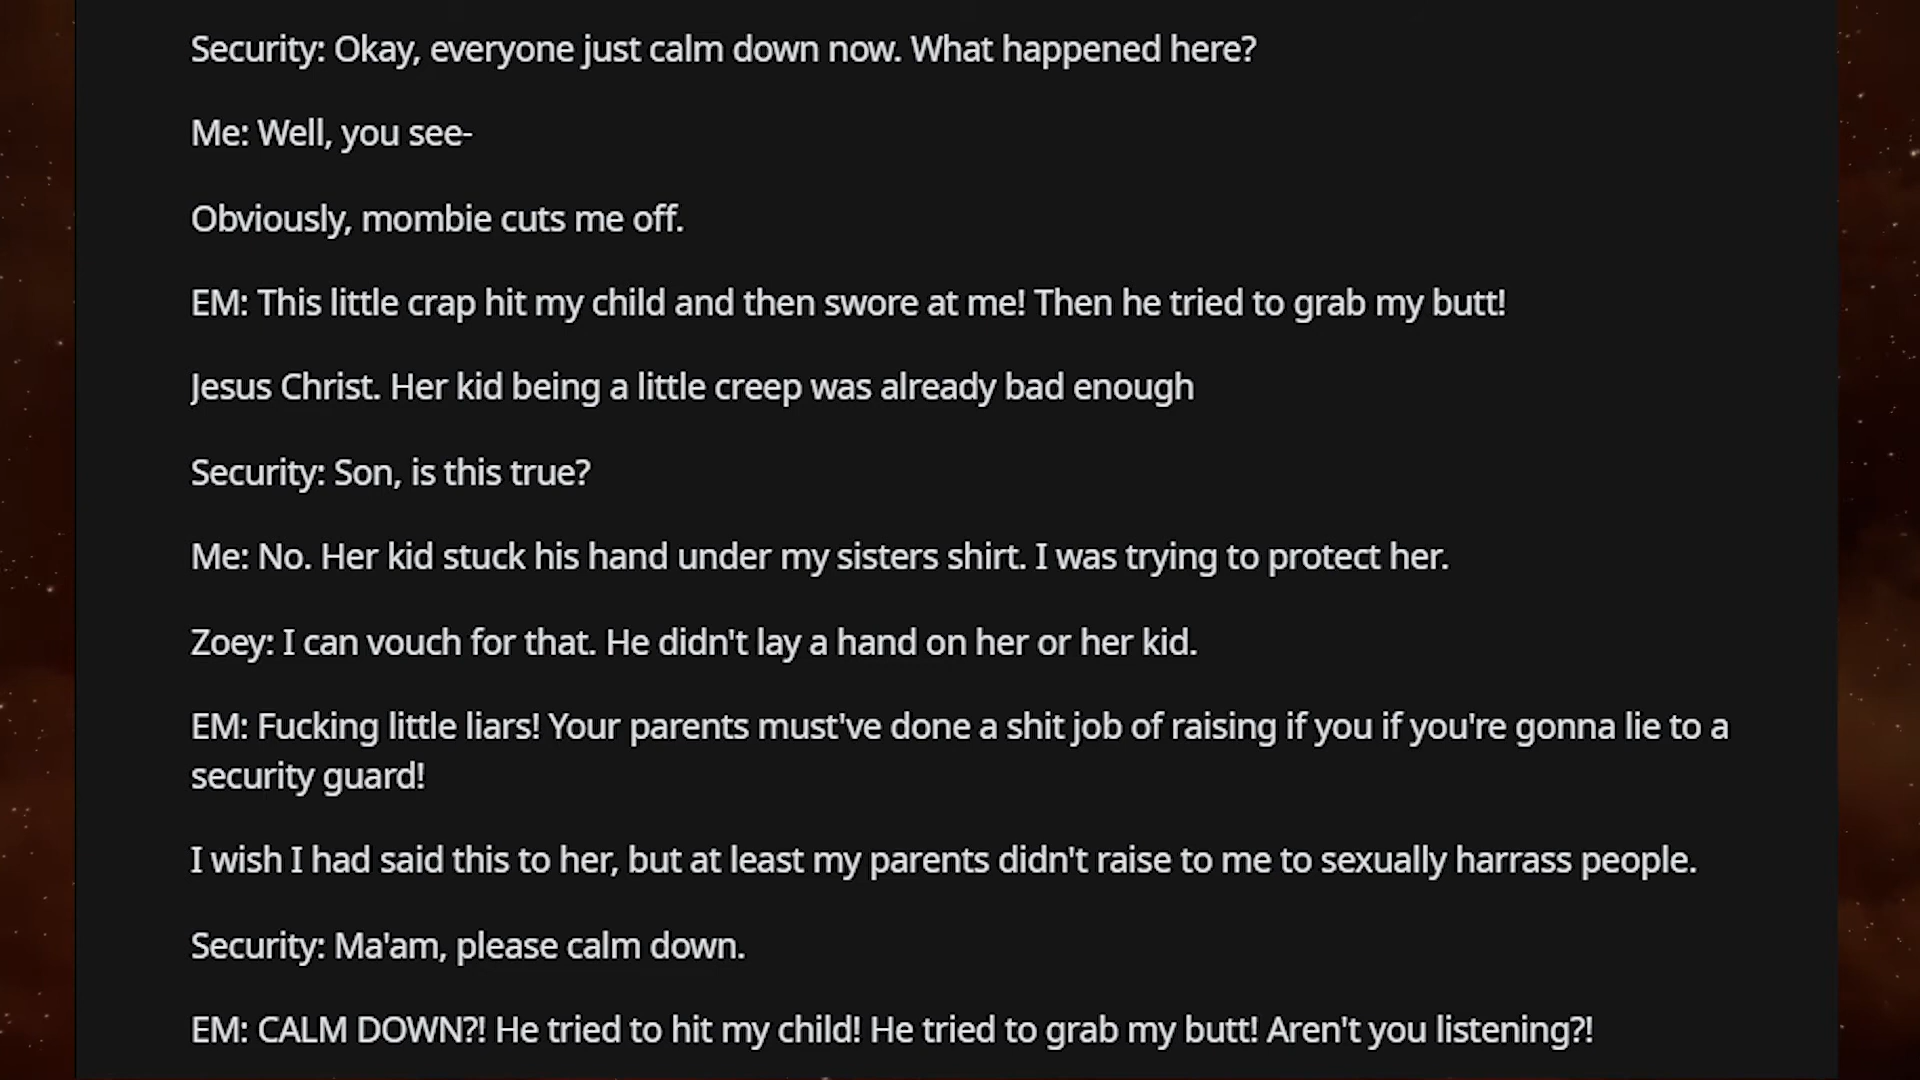 Security: Okay, everyone just calm down now. What happened here?
Me: Well, you see-
Obviously, mombie cuts me off.
EM: This little crap hit my child and then swore at me! Then he tried to grab my butt!
Jesus Christ. Her kid being a little creep was already bad enough
Security: Son, is this true?
Me: No. Her kid stuck his hand under my sisters shirt. I was trying to protect her.
Zoey: I can vouch for that. He didn't lay a hand on her or her kid.
EM: Fucking little liars! Your parents must've done a shit job of raising if you if you're gonna lie to a
security guard!
I wish I had said this to her, but at least my parents didn't raise to me to sexually harrass people.
Security: Ma'am, please calm down.
EM: CALM DOWN?! He tried to hit my child! He tried to grab my butt! Aren't you listening?!